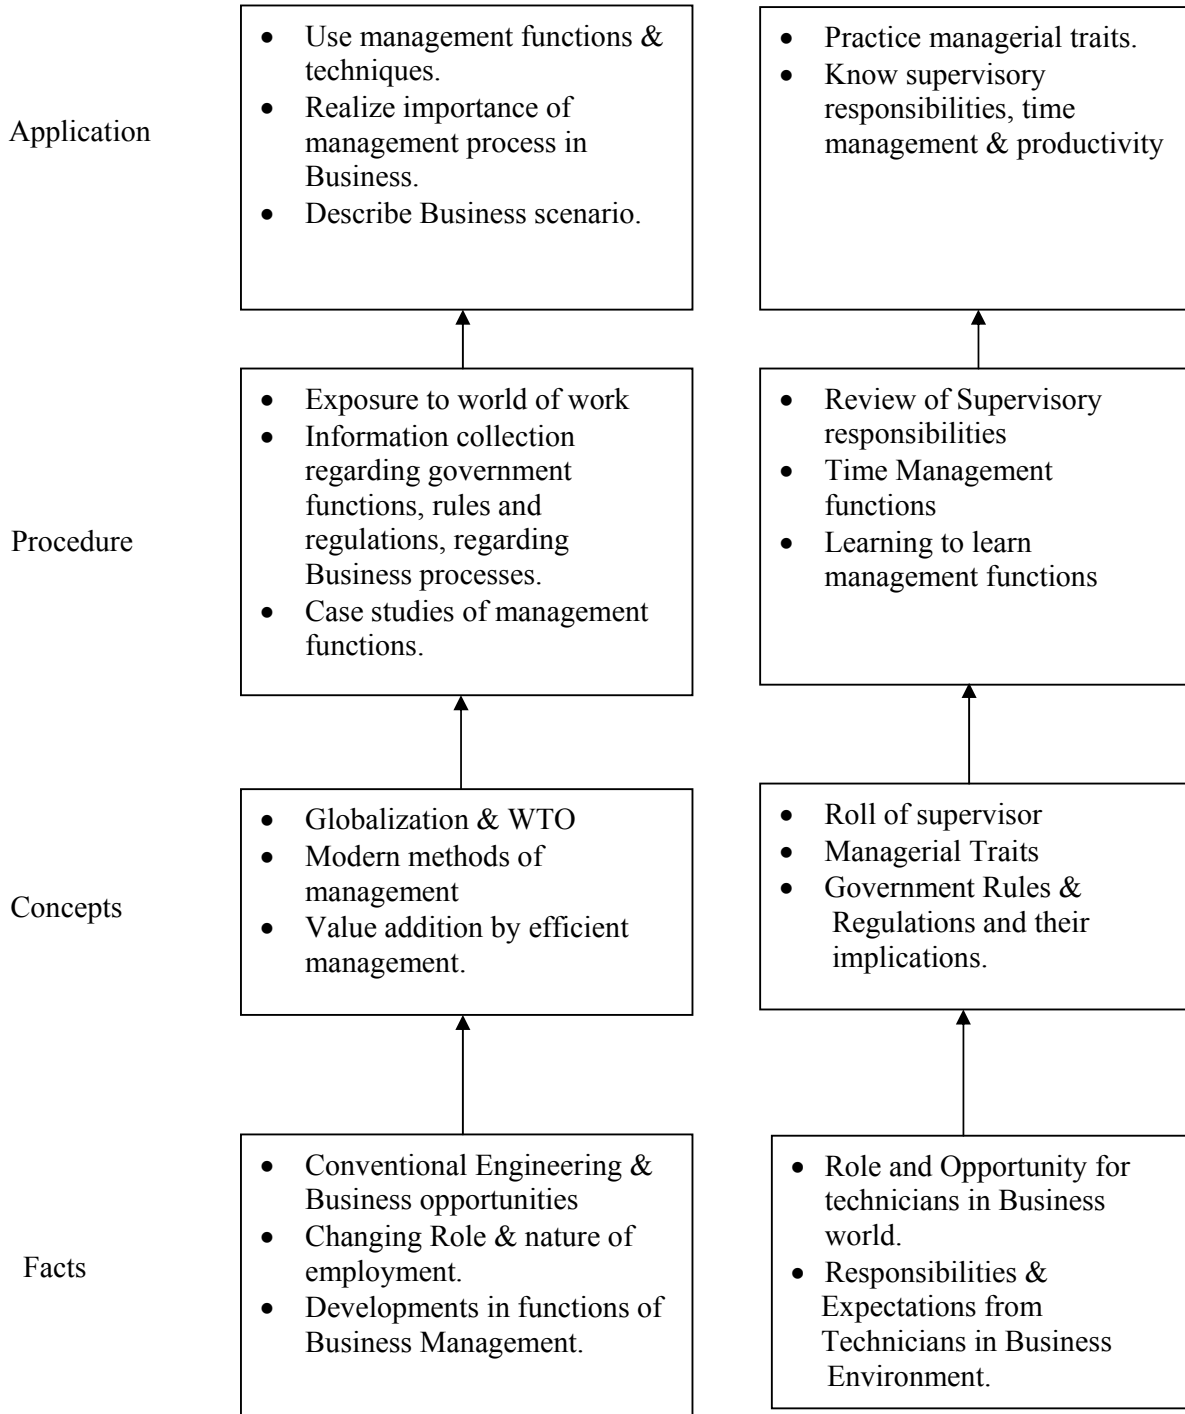 Application
• Use management functions &
techniques.
• Realize importance of
management process in
Business.
• Describe Business scenario.
• Practice managerial traits.
• Know supervisory
responsibilities, time
management & productivity
Procedure
• Exposure to world of work
• Information collection
regarding government
functions, rules and
regulations, regarding
Business processes.
• Case studies of management
functions.
• Review of Supervisory
responsibilities
• Time Management
functions
• Learning to learn
management functions
Concepts
• Globalization & WTO
• Modern methods of
management
• Value addition by efficient
management.
• Roll of supervisor
• Managerial Traits
• Government Rules &
Regulations and their
implications.
Facts
• Conventional Engineering &
Business opportunities
• Changing Role & nature of
employment.
• Developments in functions of
Business Management.
• Role and Opportunity for
technicians in Business
world.
• Responsibilities &
Expectations from
Technicians in Business
Environment.